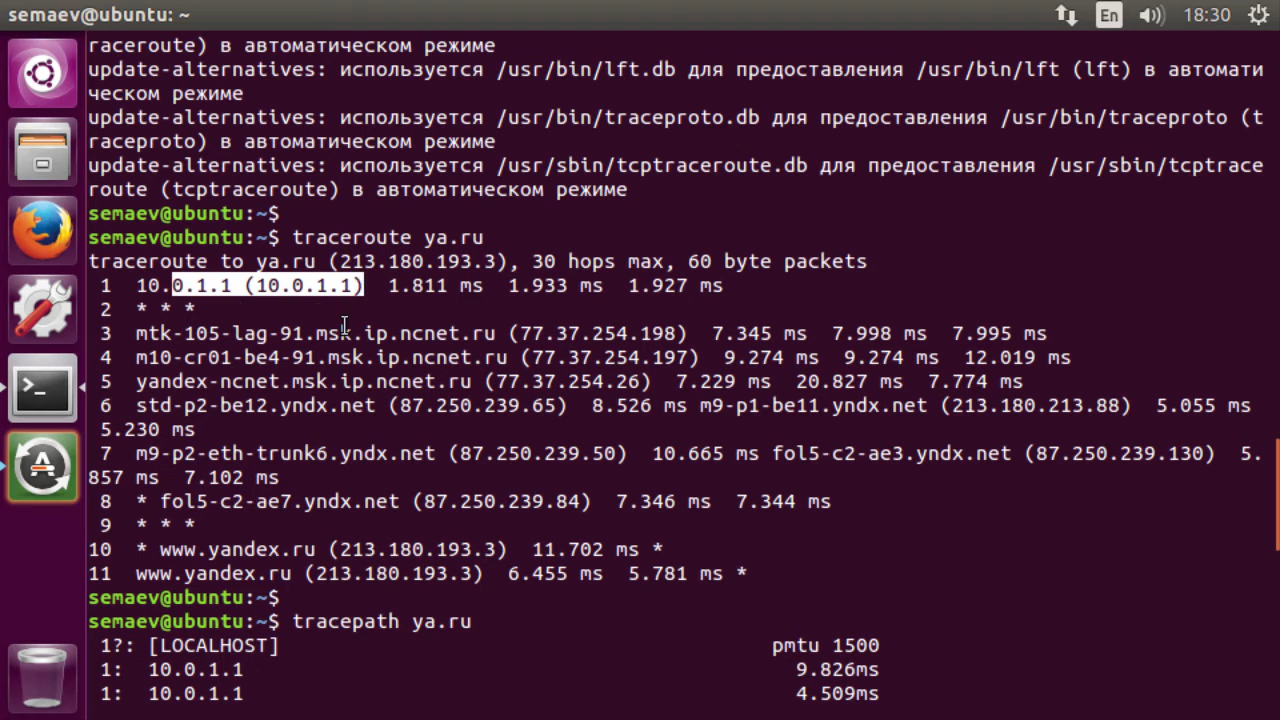 semaev@ubuntu: ~
En
18:30
raceroute) в автоматическом режиме
update-alternatives: используется /usr/bin/lft.db для предоставления /usr/bin/lft (lft) в автомати
ческом режиме
update-alternatives: используется /usr/bin/traceproto.db для предоставления /usr/bin/traceproto (t
raceproto) в автоматическом режиме
update-alternatives: используется /usr/sbin/tcptraceroute.db для предоставления /usr/sbin/tcptrace
route (tcptraceroute) в автоматическом режиме
semaev@ubuntu:~$
semaev@ubuntu:~$ traceroute ya.ru
traceroute to ya.ru (213.180.193.3), 30 hops max, 60 byte packets
1  10.0.1.1 (10.0.1.1)  1.811 ms  1.933 ms  1.927 ms
2  * * *
3  mtk-105-lag-91.msk.ip.ncnet.ru (77.37.254.198)  7.345 ms  7.998 ms  7.995 ms
4  m10-cr01-be4-91.msk.ip.ncnet.ru (77.37.254.197)  9.274 ms  9.274 ms  12.019 ms
5  yandex-ncnet.msk.ip.ncnet.ru (77.37.254.26)  7.229 ms  20.827 ms  7.774 ms
6  std-p2-be12.yndx.net (87.250.239.65)  8.526 ms m9-p1-be11.yndx.net (213.180.213.88)  5.055 ms
5.230 ms
7  m9-p2-eth-trunk6.yndx.net (87.250.239.50)  10.665 ms fol5-c2-ae3.yndx.net (87.250.239.130)  5.
857 ms  7.102 ms
8  * fol5-c2-ae7.yndx.net (87.250.239.84)  7.346 ms  7.344 ms
9  * * *
10  * www.yandex.ru (213.180.193.3)  11.702 ms *
11  www.yandex.ru (213.180.193.3)  6.455 ms  5.781 ms *
semaev@ubuntu:~$
semaev@ubuntu:~$ tracepath ya.ru
1?: [LOCALHOST]  pmtu 1500
1:  10.0.1.1  9.826ms
1:  10.0.1.1  4.509ms